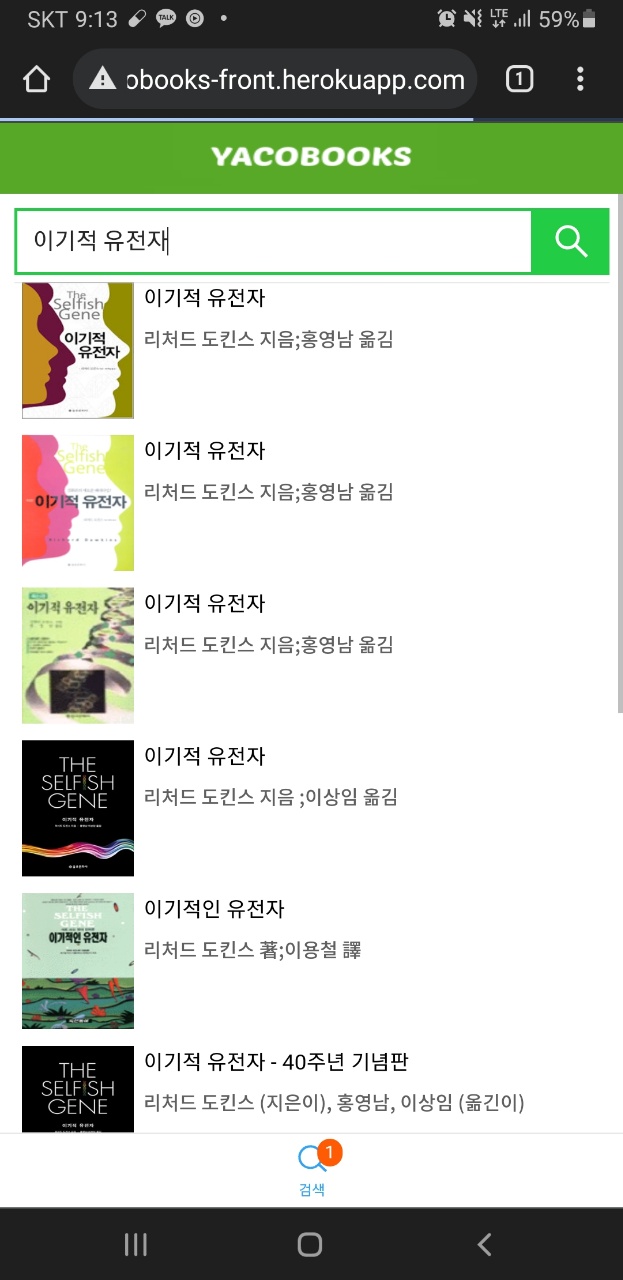 SKT 9:13
TALK
LTE
59%
obooks-front.herokuapp.com
1
YACOBOOKS
이기적 유전자
The
Selfish
Gene
이기적
유전자
이기적 유전자
리처드 도킨스 지음;홍영남 옮김
The
Selfish
Gene
이기적 유전자
Richard Dawkins
이기적 유전자
리처드 도킨스 지음;홍영남 옮김
이기적 유전자
이기적 유전자
리처드 도킨스 지음;홍영남 옮김
THE
SELFISH
GENE
이기적 유전자
이기적 유전자
리처드 도킨스 지음 ;이상임 옮김
THE
SELFISH
GENE
이기적인 유전자
이기적인 유전자
리처드 도킨스 著;이용철 譯
THE
SELFISH
GENE
이기적 유전자
이기적 유전자 - 40주년 기념판
리처드 도킨스 (지은이), 홍영남, 이상임 (옮긴이)
1
검색